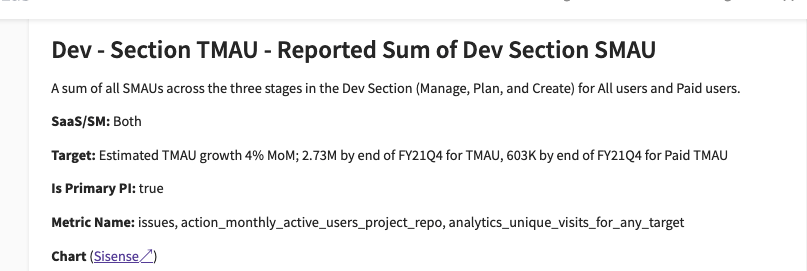 Dev - Section TMAU - Reported Sum of Dev Section SMAU
A sum of all SMAUs across the three stages in the Dev Section (Manage, Plan, and Create) for All users and Paid users.
SaaS/SM: Both
Target: Estimated TMAU growth 4% MoM; 2.73M by end of FY21Q4 for TMAU, 603K by end of FY21Q4 for Paid TMAU
Is Primary PI: true
Metric Name: issues, action_monthly_active_users_project_repo, analytics_unique_visits_for_any_target
Chart (Sisense↗)